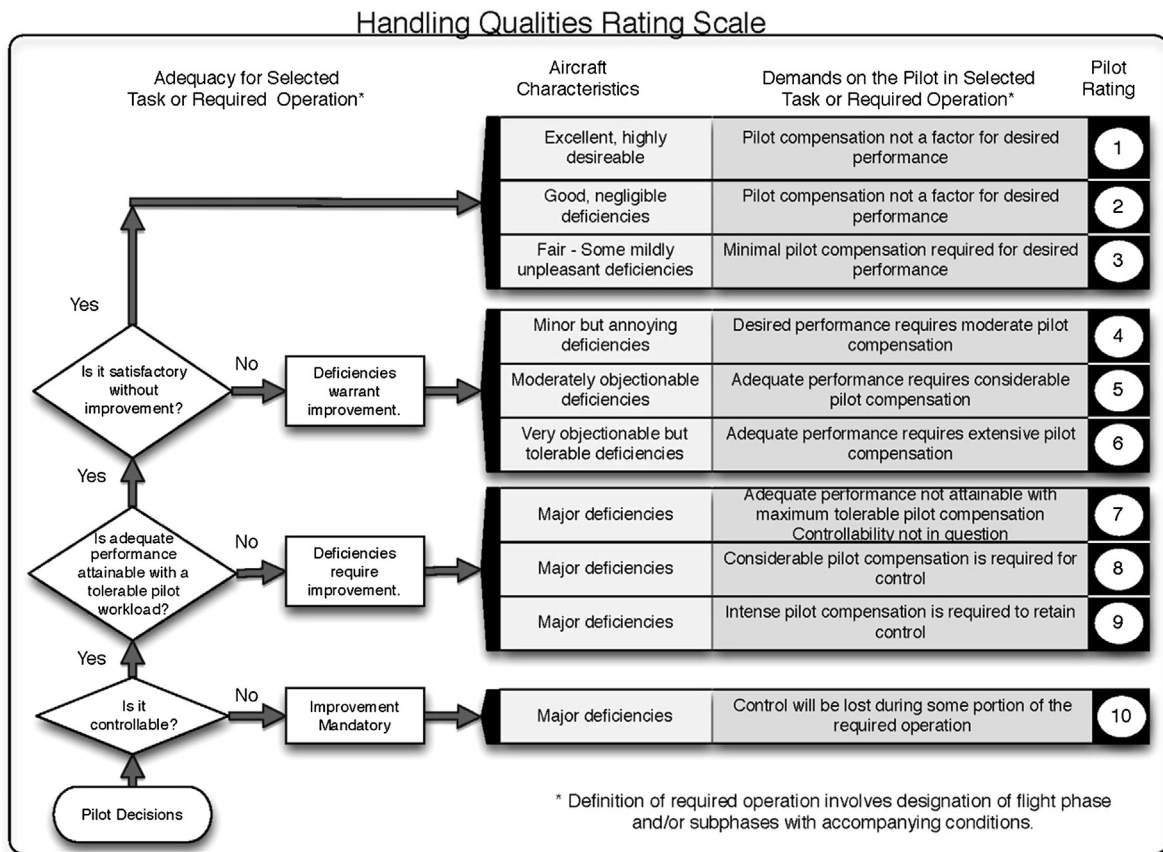 Handling Qualities Rating Scale
Adequacy for Selected
Task or Required Operation*
Aircraft
Characteristics
Demands on the Pilot in Selected
Task or Required Operation*
Pilot
Rating
Excellent, highly
desireable
Pilot compensation not a factor for desired
performance
1
Good, negligible
deficiencies
Pilot compensation not a factor for desired
performance
2
Fair - Some mildly
unpleasant deficiencies
Minimal pilot compensation required for desired
performance
3
Yes
Is it satisfactory
without
improvement?
No
Deficiencies
warrant
improvement.
Minor but annoying
deficiencies
Desired performance requires moderate pilot
compensation
4
Moderately objectionable
deficiencies
Adequate performance requires considerable
pilot compensation
5
Very objectionable but
tolerable deficiencies
Adequate performance requires extensive pilot
compensation
6
Yes
Is adequate
performance
attainable with a
tolerable pilot
workload?
No
Deficiencies
require
improvement.
Major deficiencies
Adequate performance not attainable with
maximum tolerable pilot compensation
Controllability not in question
7
Major deficiencies
Considerable pilot compensation is required for
control
8
Major deficiencies
Intense pilot compensation is required to retain
control
9
Yes
Is it
controllable?
No
Improvement
Mandatory
Major deficiencies
Control will be lost during some portion of the
required operation
10
Pilot Decisions
* Definition of required operation involves designation of flight phase
and/or subphases with accompanying conditions.